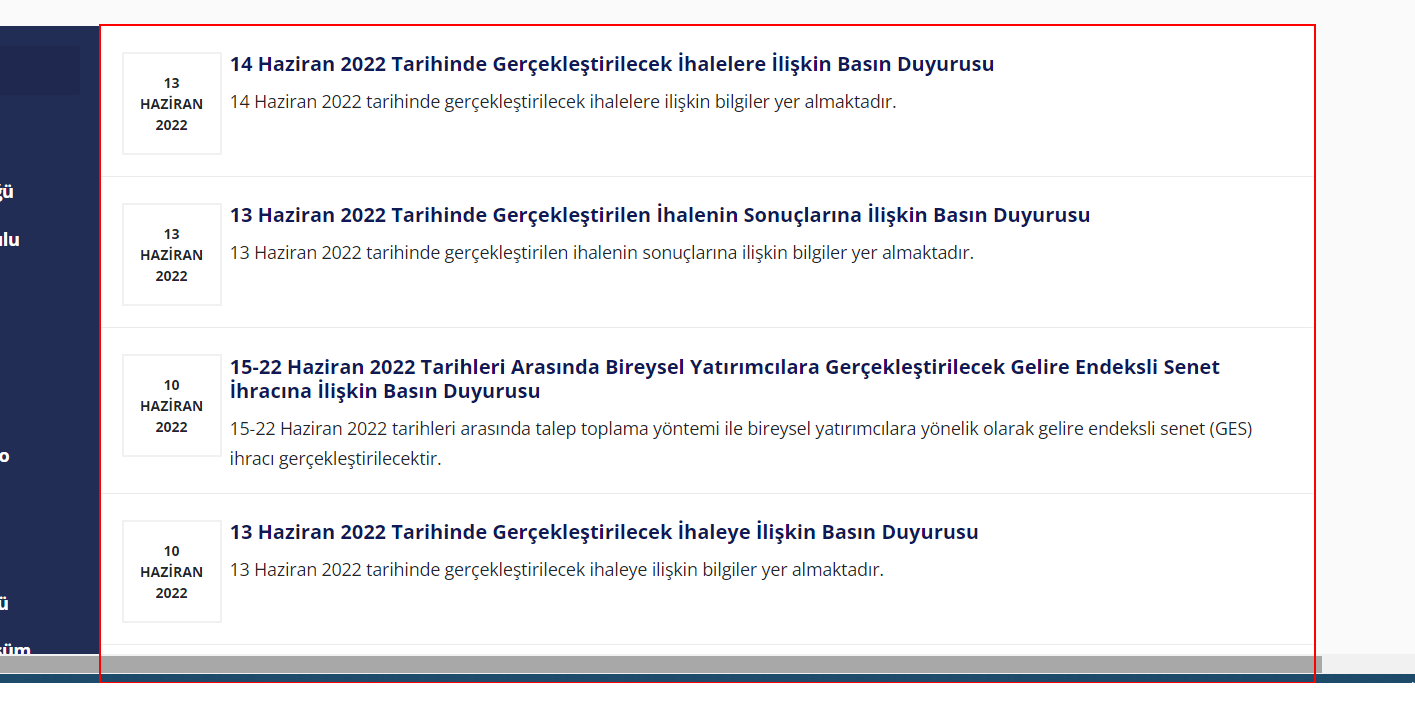 13
HAZİRAN
2022
14 Haziran 2022 Tarihinde Gerçekleştirilecek İhalelere İlişkin Basın Duyurusu
14 Haziran 2022 tarihinde gerçekleştirilecek ihalelere ilişkin bilgiler yer almaktadır.
13
HAZİRAN
2022
13 Haziran 2022 Tarihinde Gerçekleştirilen İhalenin Sonuçlarına İlişkin Basın Duyurusu
13 Haziran 2022 tarihinde gerçekleştirilen ihalenin sonuçlarına ilişkin bilgiler yer almaktadır.
10
HAZİRAN
2022
15-22 Haziran 2022 Tarihleri Arasında Bireysel Yatırımcılara Gerçekleştirilecek Gelire Endeksli Senet
İhracına İlişkin Basın Duyurusu
15-22 Haziran 2022 tarihleri arasında talep toplama yöntemi ile bireysel yatırımcılara yönelik olarak gelire endeksli senet (GES)
ihracı gerçekleştirilecektir.
10
HAZİRAN
2022
13 Haziran 2022 Tarihinde Gerçekleştirilecek İhaleye İlişkin Basın Duyurusu
13 Haziran 2022 tarihinde gerçekleştirilecek ihaleye ilişkin bilgiler yer almaktadır.